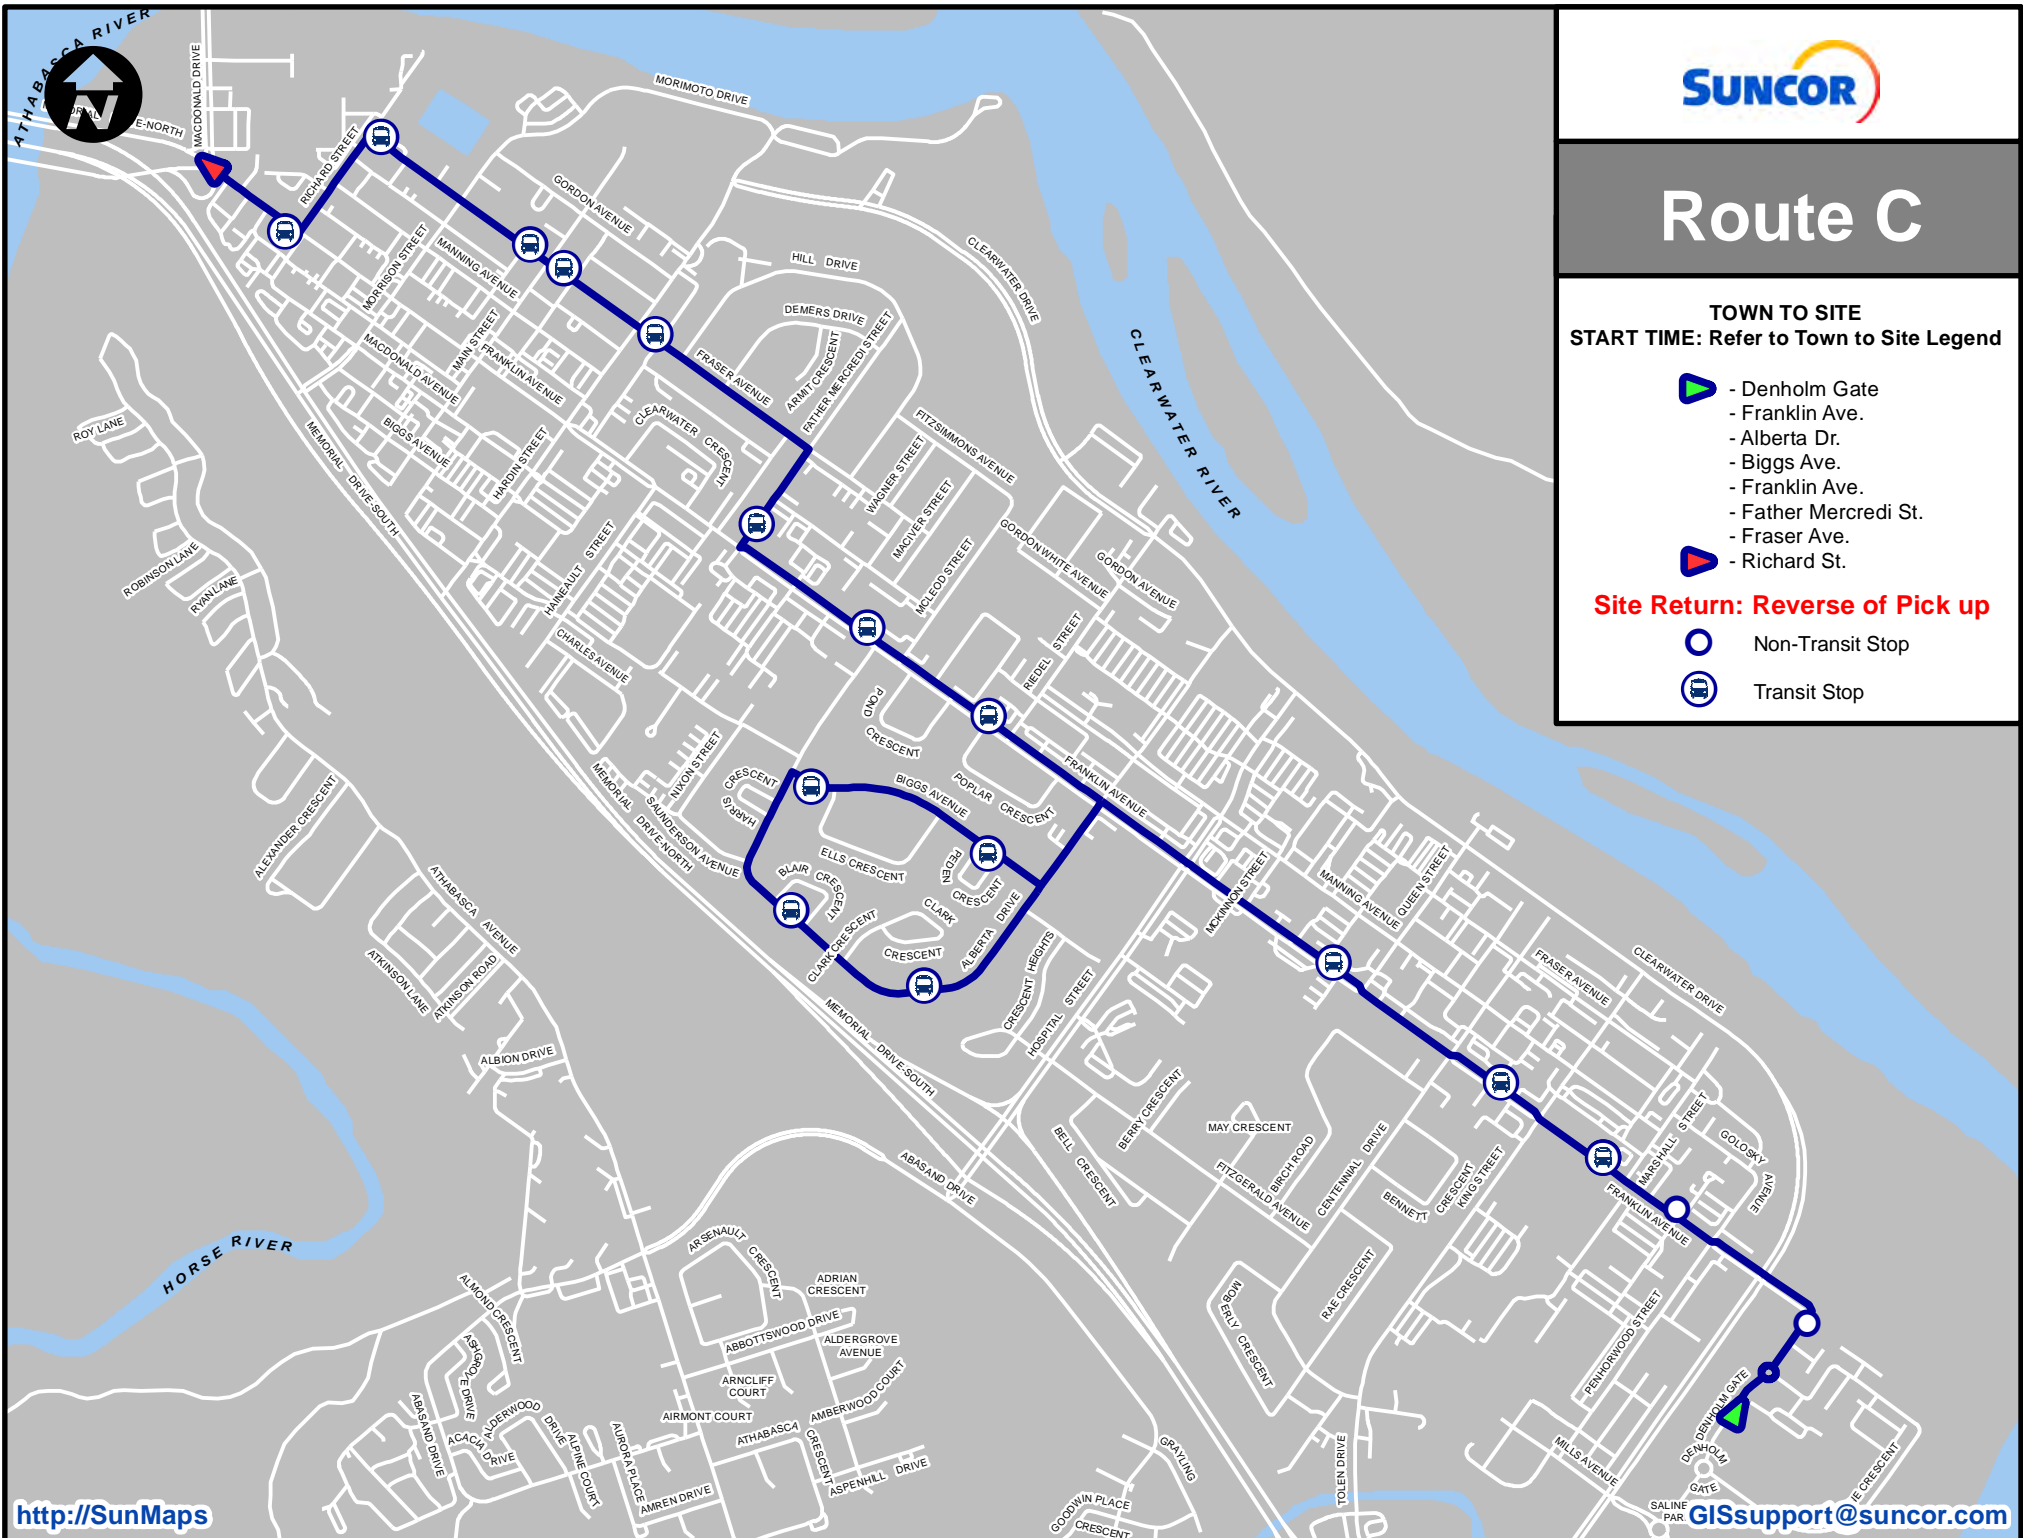 SUNCOR
Route C
TOWN TO SITE
START TIME: Refer to Town to Site Legend
- Denholm Gate
- Franklin Ave.
- Alberta Dr.
- Biggs Ave.
- Franklin Ave.
- Father Mercredi St.
- Fraser Ave.
- Richard St.
Site Return: Reverse of Pick up
Non-Transit Stop
Transit Stop
ATHABASCA RIVER
N
E-NORTH
MACDONALD DRIVE
RICHARD STREET
MORIMOTO DRIVE
GORDON AVENUE
MORRISON STREET
MANNING AVENUE
HILL DRIVE
CLEARWATER DRIVE
DEMERS DRIVE
ARMIT CRESCENT
FATHER MERCREDI STREET
MAIN STREET
FRANKLIN AVENUE
MACDONALD AVENUE
FRASER AVENUE
CLEARWATER RIVER
BIGGS AVENUE
CLEARWATER CRESCENT
FITZSIMMONS AVENUE
ROY LANE
MEMORIAL DRIVE-SOUTH
HARDIN STREET
WAGNER STREET
MACIVER STREET
GORDON WHITE AVENUE
GORDON AVENUE
ROBINSON LANE
RYAN LANE
HAINEAULT STREET
MCLEOD STREET
CHARLES AVENUE
RIEDEL STREET
POND CRESCENT
NIXON STREET
MEMORIAL DRIVE-NORTH
SAUNDERSON AVENUE
HARRIS CRESCENT
BIGGS AVENUE
POPLAR CRESCENT
FRANKLIN AVENUE
ALEXANDER CRESCENT
ELLS CRESCENT
BLAIR CRESCENT
PEDEN CRESCENT
CLARK CRESCENT
CLARK CRESCENT
ALBERTA DRIVE
MCKINNON STREET
MANNING AVENUE
QUEEN STREET
ATHABASCA AVENUE
ATKINSON LANE
ATKINSON ROAD
CRESCENT HEIGHTS
HOSPITAL STREET
FRASER AVENUE
CLEARWATER DRIVE
MEMORIAL DRIVE-SOUTH
ALBION DRIVE
BERRY CRESCENT
BELL CRESCENT
MAY CRESCENT
BIRCH ROAD
CENTENNIAL DRIVE
FITZGERALD AVENUE
BENNETT CRESCENT
KING STREET
MARSHALL STREET
GOLOSKY AVENUE
FRANKLIN AVENUE
ABASAND DRIVE
HORSE RIVER
ARSENAULT CRESCENT
ADRIAN
CRESCENT
ALMOND CRESCENT
ABBOTTSWOOD DRIVE
ALDERGROVE
AVENUE
ASHGROVE DRIVE
ARNCLIFF
COURT
MOBERLY CRESCENT
RAE CRESCENT
PENHORWOOD STREET
DENHOLM GATE
ABASAND DRIVE
ALDERWOOD DRIVE
ACACIA DRIVE
ALPINE COURT
AURORA PLACE
AIRMONT COURT
AMBERWOOD COURT
ATHABASCA CRESCENT
ASPENHILL DRIVE
AMREN DRIVE
GRAYLING
GOODWIN PLACE
CRESCENT
TOLEN DRIVE
MILLS AVENUE
DENHOLM
GATE
SALINE
PAR
IE CRESCENT
http://SunMaps
GISsupport@suncor.com